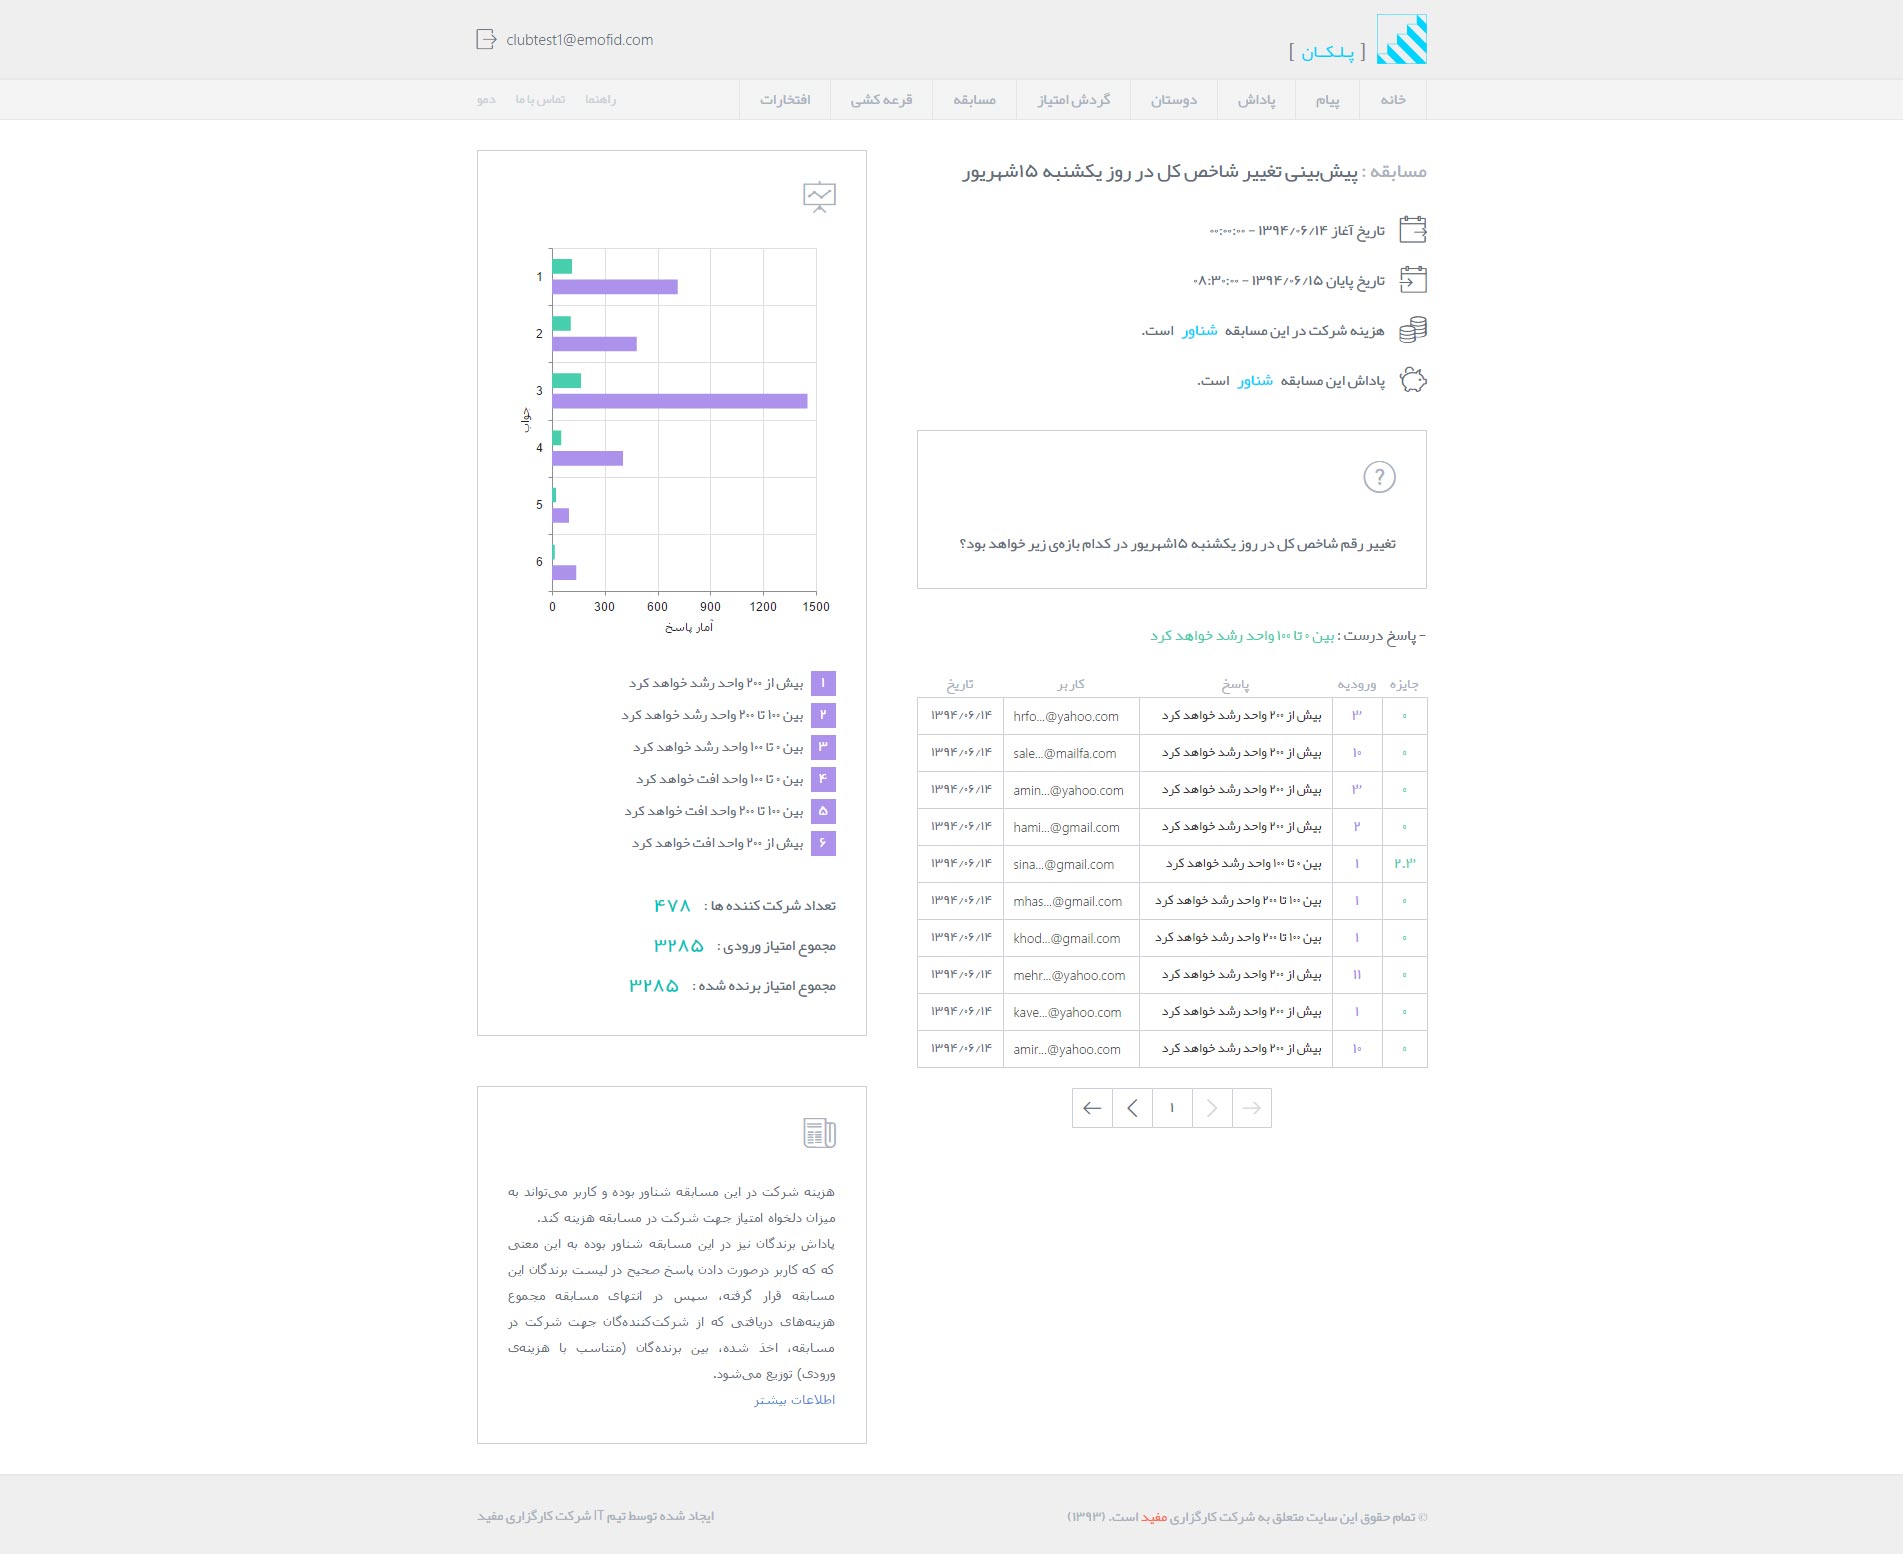 [ پـلـکــان ]
clubtest1@emofid.com
خانه
پیام
پاداش
دوستان
گردش امتیاز
مسابقه
قرعه کشی
افتخارات
راهنما
تماس با ما
دمو
مسابقه : پیش‌بینی تغییر شاخص کل در روز یکشنبه ۱۵شهریور
تاریخ آغاز ۱۳۹۴/۰۶/۱۴ - ۰۰:۰۰:۰۰
تاریخ پایان ۱۳۹۴/۰۶/۱۵ - ۰۸:۳۰:۰۰
هزینه شرکت در این مسابقه شناور است.
پاداش این مسابقه شناور است.
?
تغییر رقم شاخص کل در روز یکشنبه ۱۵شهریور در کدام بازه‌ی زیر خواهد بود؟
- پاسخ درست : بین ۰ تا ۱۰۰ واحد رشد خواهد کرد
جایزه ورودیه پاسخ کاربر تاریخ
۰ ۳ بیش از ۲۰۰ واحد رشد خواهد کرد hrfo...@yahoo.com ۱۳۹۴/۰۶/۱۴
۰ ۱۰ بیش از ۲۰۰ واحد رشد خواهد کرد sale...@mailfa.com ۱۳۹۴/۰۶/۱۴
۰ ۳ بیش از ۲۰۰ واحد رشد خواهد کرد amin...@yahoo.com ۱۳۹۴/۰۶/۱۴
۰ ۲ بیش از ۲۰۰ واحد رشد خواهد کرد hami...@gmail.com ۱۳۹۴/۰۶/۱۴
۲.۳ ۱ بین ۰ تا ۱۰۰ واحد رشد خواهد کرد sina...@gmail.com ۱۳۹۴/۰۶/۱۴
۰ ۱ بین ۱۰۰ تا ۲۰۰ واحد رشد خواهد کرد mhas...@gmail.com ۱۳۹۴/۰۶/۱۴
۰ ۱ بین ۱۰۰ تا ۲۰۰ واحد رشد خواهد کرد khod...@gmail.com ۱۳۹۴/۰۶/۱۴
۰ ۱۱ بیش از ۲۰۰ واحد رشد خواهد کرد mehr...@yahoo.com ۱۳۹۴/۰۶/۱۴
۰ ۱ بیش از ۲۰۰ واحد رشد خواهد کرد kave...@yahoo.com ۱۳۹۴/۰۶/۱۴
۰ ۱۰ بیش از ۲۰۰ واحد رشد خواهد کرد amir...@yahoo.com ۱۳۹۴/۰۶/۱۴
۱
1
2
3
4
5
6
جواب
0 300 600 900 1200 1500
آمار پاسخ
۱ بیش از ۲۰۰ واحد رشد خواهد کرد
۲ بین ۱۰۰ تا ۲۰۰ واحد رشد خواهد کرد
۳ بین ۰ تا ۱۰۰ واحد رشد خواهد کرد
۴ بین ۰ تا ۱۰۰ واحد افت خواهد کرد
۵ بین ۱۰۰ تا ۲۰۰ واحد افت خواهد کرد
۶ بیش از ۲۰۰ واحد افت خواهد کرد
تعداد شرکت کننده ها : ۴۷۸
مجموع امتیاز ورودی : ۳۲۸۵
مجموع امتیاز برنده شده : ۳۲۸۵
هزینه شرکت در این مسابقه شناور بوده و کاربر می‌تواند به
میزان دلخواه امتیاز جهت شرکت در مسابقه هزینه کند.
پاداش برندگان نیز در این مسابقه شناور بوده به این معنی
که که کاربر درصورت دادن پاسخ صحیح در لیست برندگان این
مسابقه قرار گرفته، سپس در انتهای مسابقه مجموع
هزینه‌های دریافتی که از شرکت‌کننده‌گان جهت شرکت در
مسابقه، اخذ شده، بین برنده‌گان (متناسب با هزینه‌ی
ورودی) توزیع می‌شود.
اطلاعات بیشتر
© تمام حقوق این سایت متعلق به شرکت کارگزاری مفید است. (۱۳۹۳)
ایجاد شده توسط تیم IT شرکت کارگزاری مفید